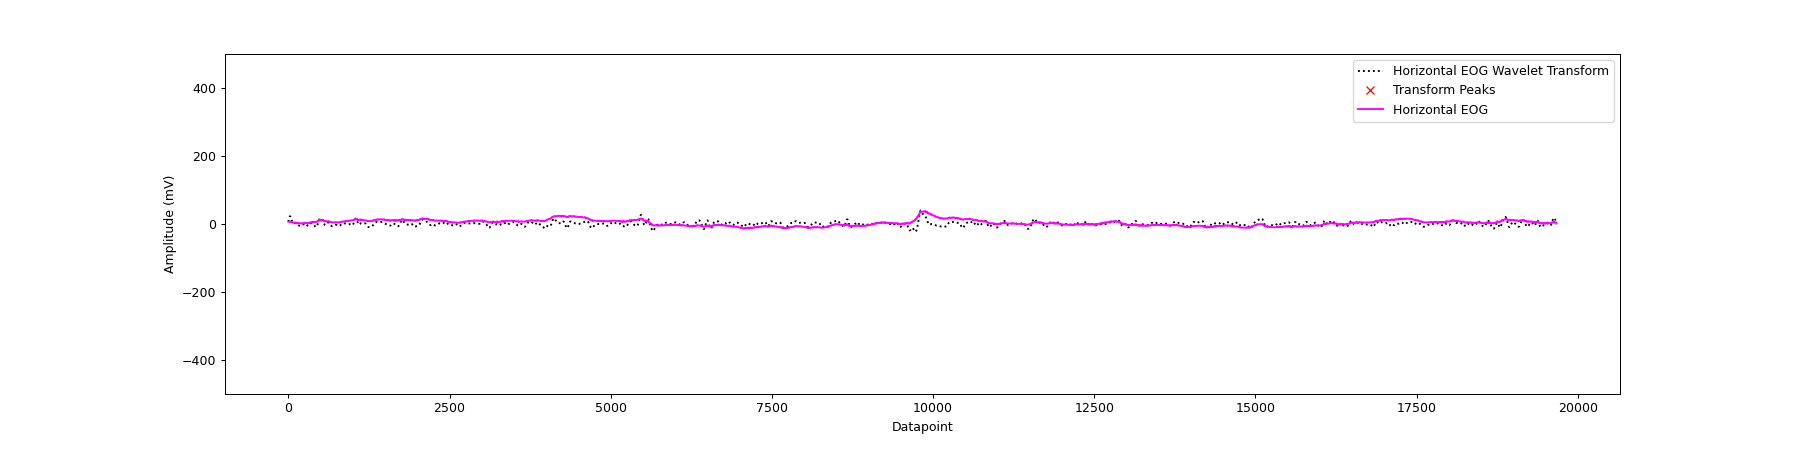 Horizontal EOG Wavelet Transform
Transform Peaks
Horizontal EOG
Amplitude (mV)
400
200
0
−200
−400
0 2500 5000 7500 10000 12500 15000 17500 20000
Datapoint